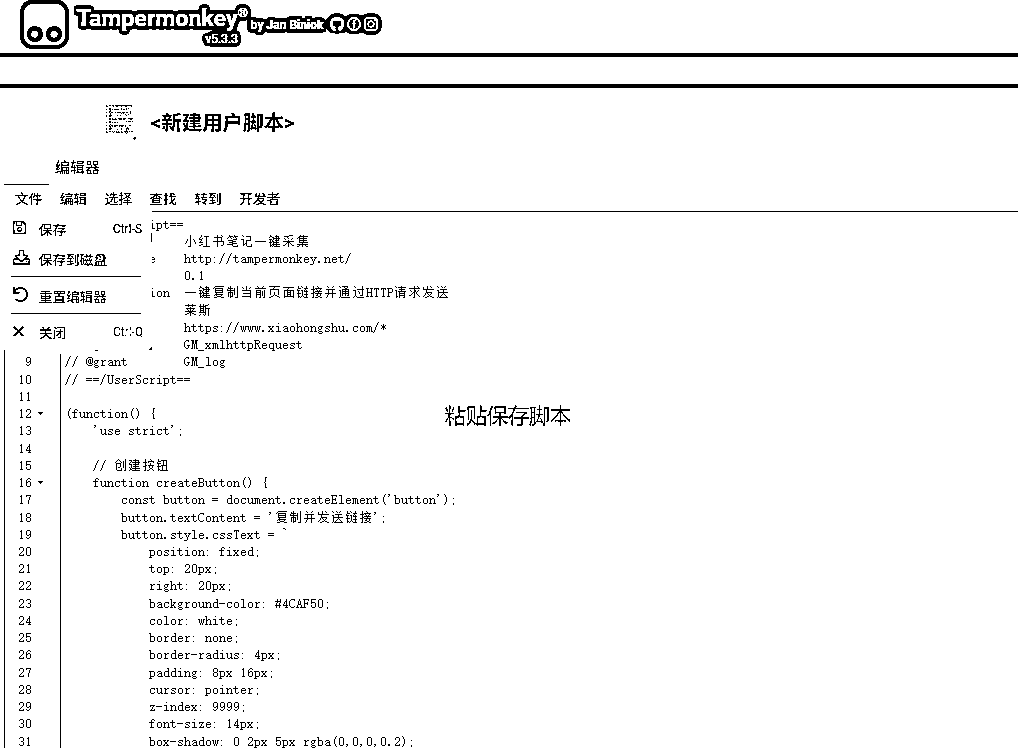 Tampermonkey® by Jan Biniok
v5.3.3
<新建用户脚本>
编辑器
文件 编辑 选择 查找 转到 开发者
保存 Ctrl-S
保存到磁盘
重置编辑器
关闭 Ctrl-Q
ipt==
小红书笔记一键采集
e http://tampermonkey.net/
0.1
ion 一键复制当前页面链接并通过HTTP请求发送
莱斯
https://www.xiaohongshu.com/*
GM_xmlhttpRequest
9 // @grant GM_log
10 // ==/UserScript==
11
12 (function() {
粘贴保存脚本
13 'use strict';
14
15 // 创建按钮
16 function createButton() {
17 const button = document.createElement('button');
18 button.textContent = '复制并发送链接';
19 button.style.cssText = `
20 position: fixed;
21 top: 20px;
22 right: 20px;
23 background-color: #4CAF50;
24 color: white;
25 border: none;
26 border-radius: 4px;
27 padding: 8px 16px;
28 cursor: pointer;
29 z-index: 9999;
30 font-size: 14px;
31 box-shadow: 0 2px 5px rgba(0,0,0,0.2);